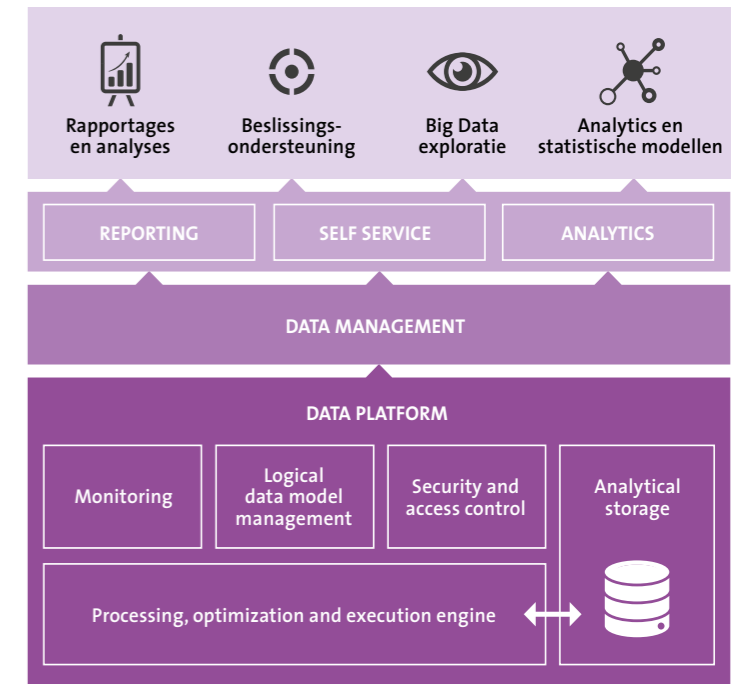 Rapportages
en analyses
Beslissings-
ondersteuning
Big Data
exploratie
Analytics en
statistische modellen
REPORTING
SELF SERVICE
ANALYTICS
DATA MANAGEMENT
DATA PLATFORM
Monitoring
Logical
data model
management
Security and
access control
Analytical
storage
Processing, optimization and execution engine